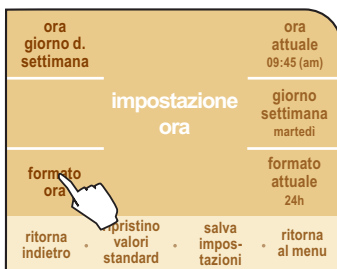 ora
giorno d.
settimana
formato
ora
impostazione
ora
ora
attuale
09:45 (am)
giorno
settimana
martedì
formato
attuale
24h
ritorna
indietro
•
ripristino
valori
standard
•
salva
impos-
tazioni
•
ritorna
al menu